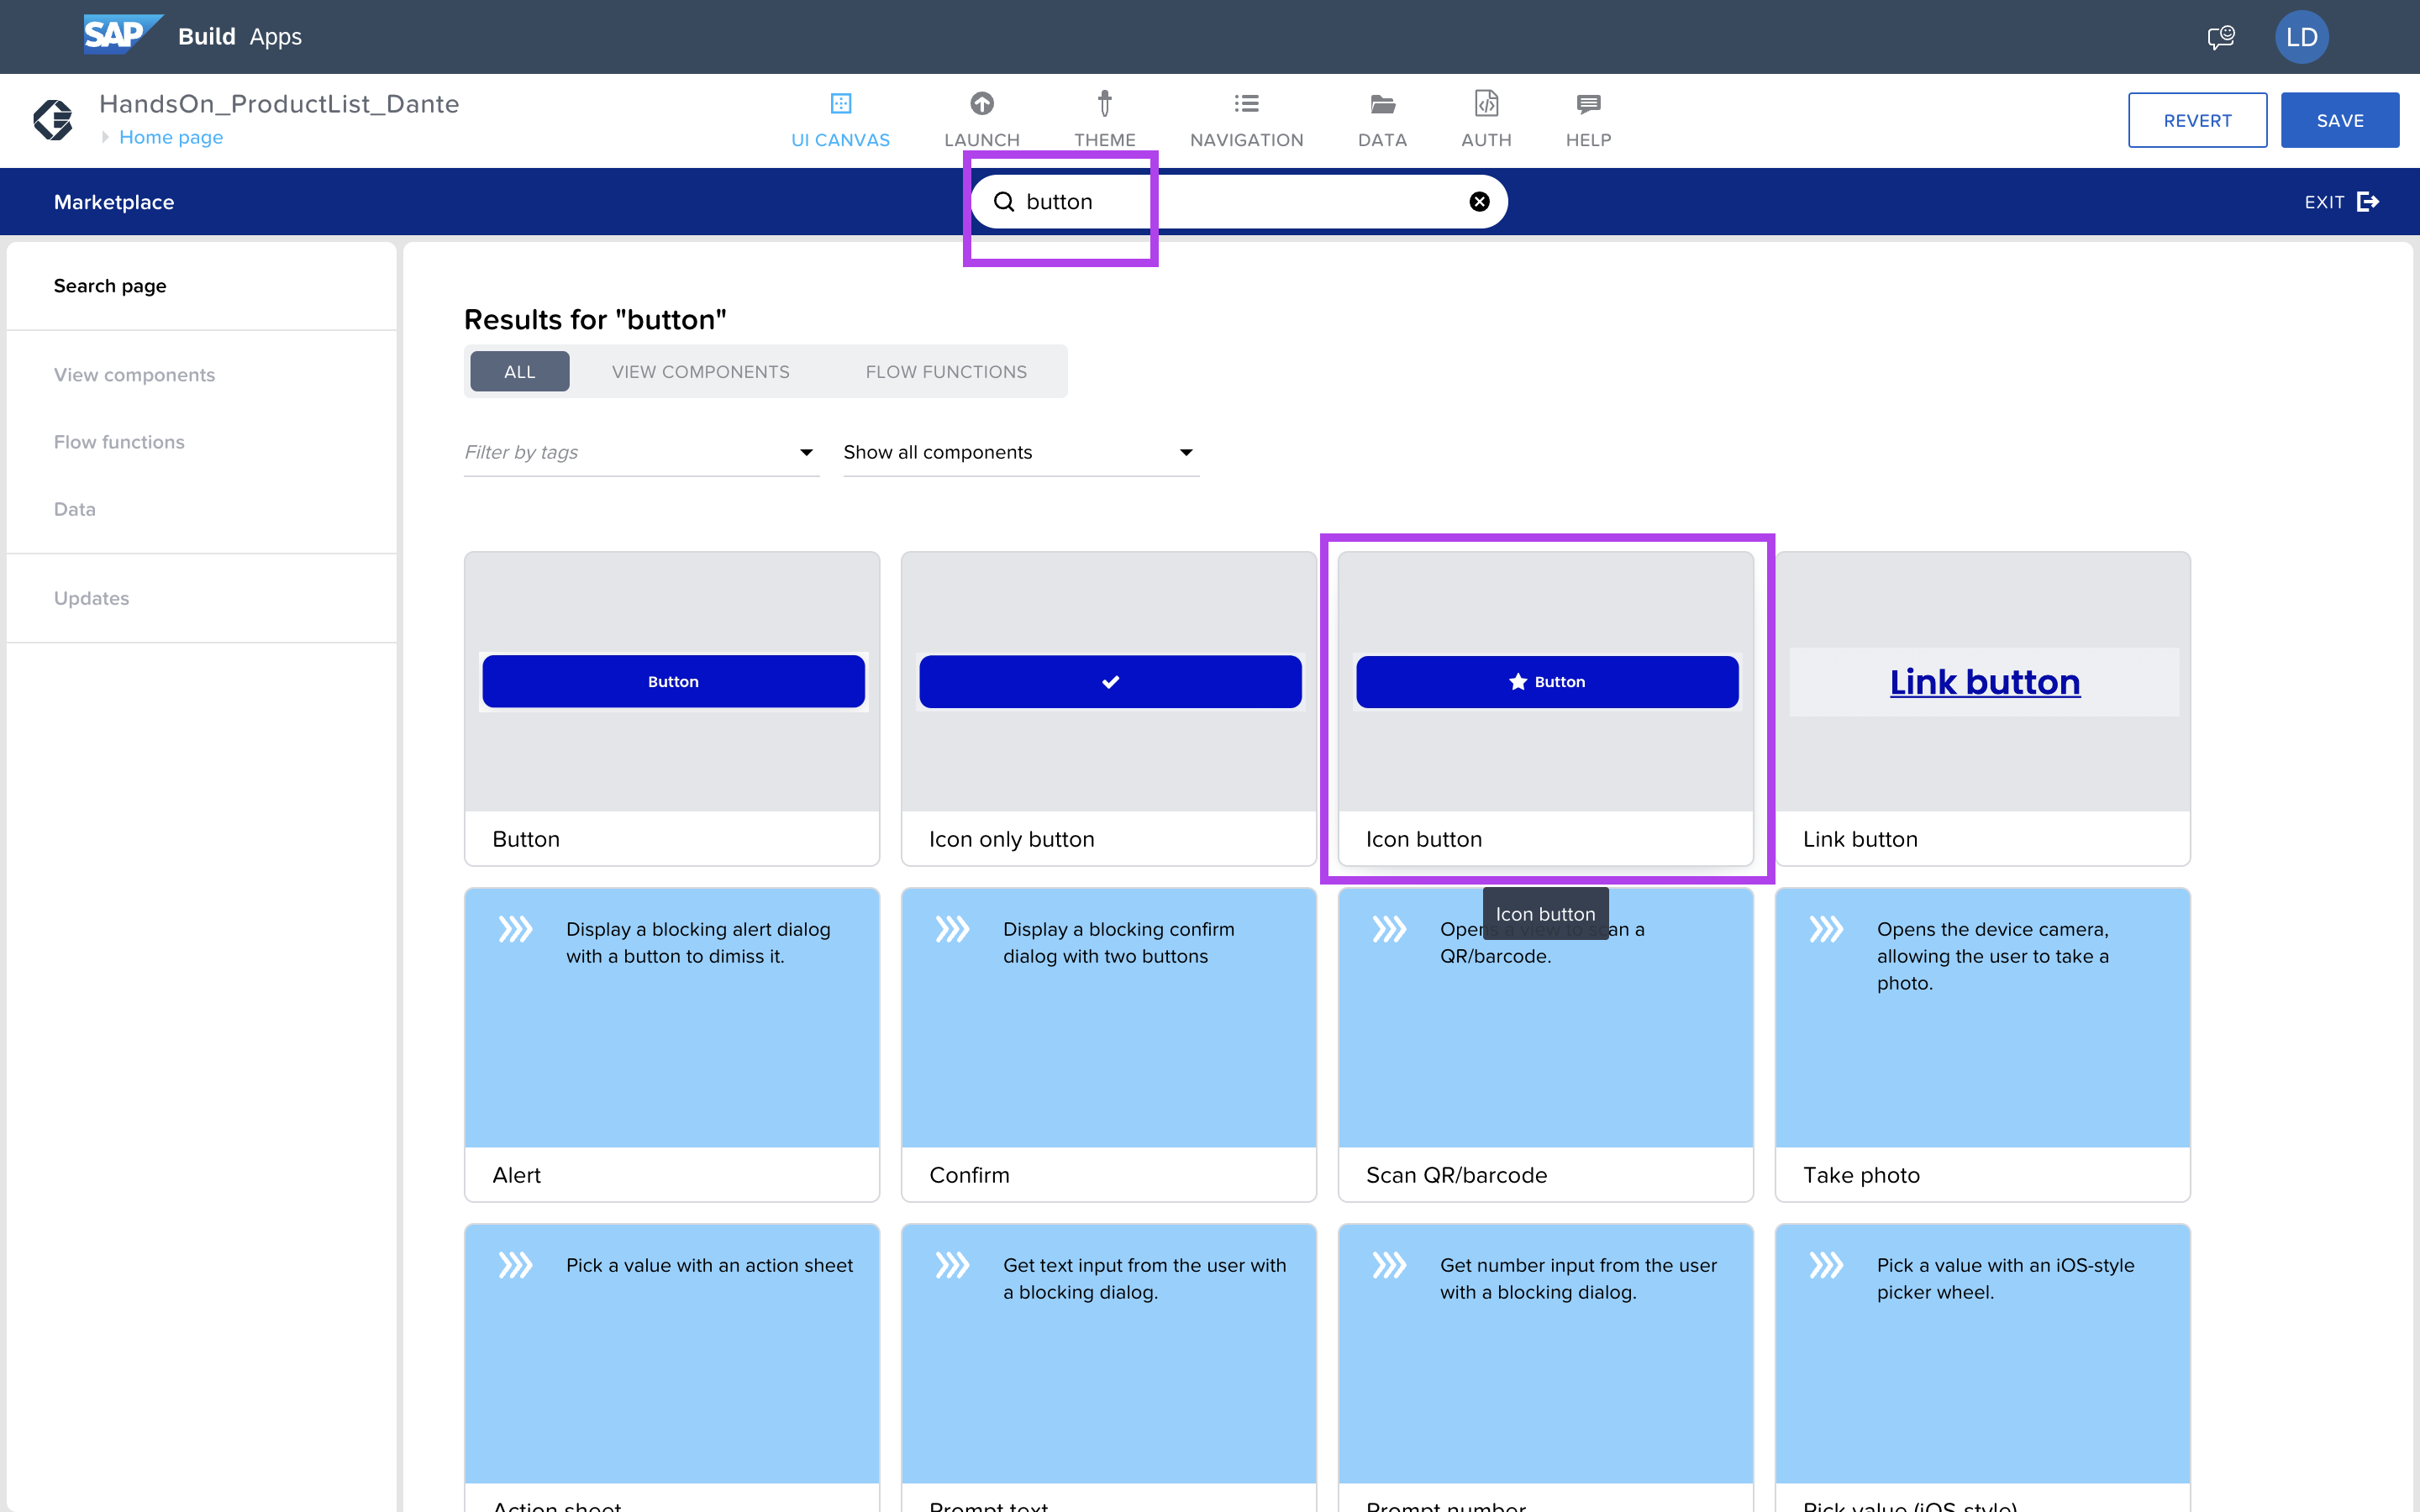 SAP Build Apps
LD
HandsOn_ProductList_Dante
Home page
UI CANVAS
LAUNCH
THEME
NAVIGATION
DATA
AUTH
HELP
REVERT
SAVE
Marketplace
button
EXIT
Search page
View components
Flow functions
Data
Updates
Results for "button"
ALL
VIEW COMPONENTS
FLOW FUNCTIONS
Filter by tags
Show all components
Button
Button
Button
Link button
Button
Icon only button
Icon button
Link button
Icon button
Display a blocking alert dialog
with a button to dimiss it.
Display a blocking confirm
dialog with two buttons
Opens a view to scan a
QR/barcode.
Opens the device camera,
allowing the user to take a
photo.
Alert
Confirm
Scan QR/barcode
Take photo
Pick a value with an action sheet
Get text input from the user with
a blocking dialog.
Get number input from the user
with a blocking dialog.
Pick a value with an iOS-style
picker wheel.
Action sheet
Prompt text
Prompt number
Pick value (iOS-style)